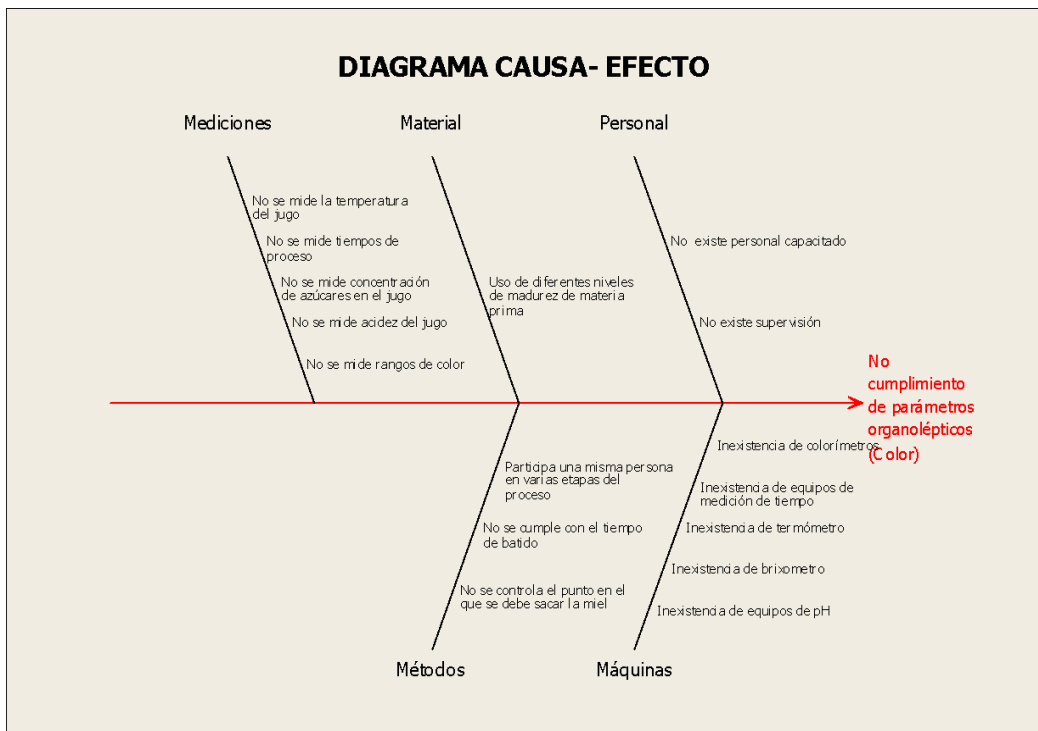 DIAGRAMA CAUSA- EFECTO
Mediciones
Material
Personal
No se mide la temperatura
del jugo
No se mide tiempos de
proceso
No se mide concentración
de azúcares en el jugo
No se mide acidez del jugo
No se mide rangos de color
Uso de diferentes niveles
de madurez de materia
prima
No existe personal capacitado
No existe supervisión
No
cumplimiento
de parámetros
organolépticos
(Color)
Participa una misma persona
en varias etapas del
proceso
No se cumple con el tiempo
de batido
No se controla el punto en el
que se debe sacar la miel
Inexistencia de colorímetros
Inexistencia de equipos de
medición de tiempo
Inexistencia de termómetro
Inexistencia de brixometro
Inexistencia de equipos de pH
Métodos
Máquinas